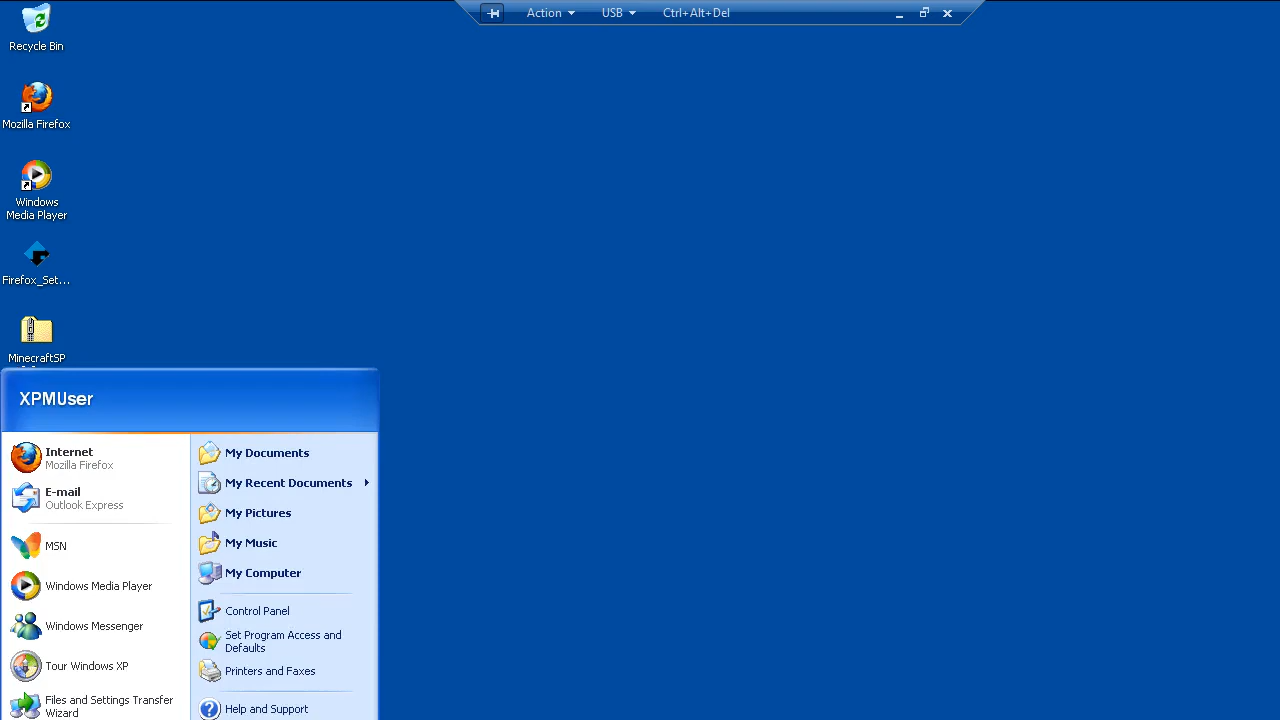 Action
USB
Ctrl+Alt+Del
Recycle Bin
Mozilla Firefox
Windows
Media Player
Firefox_Set...
MinecraftSP
XPMUser
Internet
Mozilla Firefox
E-mail
Outlook Express
MSN
Windows Media Player
Windows Messenger
Tour Windows XP
Files and Settings Transfer
Wizard
My Documents
My Recent Documents
My Pictures
My Music
My Computer
Control Panel
Set Program Access and
Defaults
Printers and Faxes
Help and Support